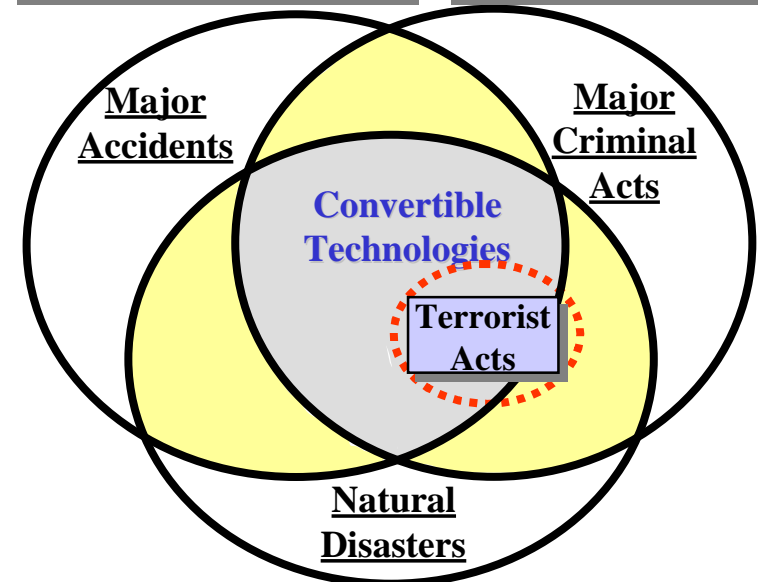 Major
Accidents
Major
Criminal
Acts
Convertible
Technologies
Terrorist
Acts
Natural
Disasters